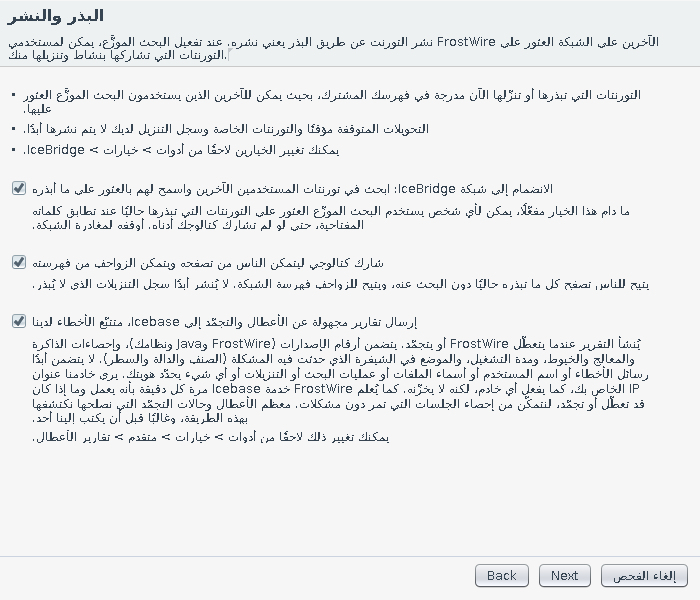 البذر والنشر
نشر التورنت عن طريق البذر يعني نشره. عند تفعيل البحث الموزَّع، يمكن لمستخدمي FrostWire الآخرين على الشبكة العثور على
التورنتات التي تشاركها بنشاط وتنزيلها منك.
• التورنتات التي تبذرها أو تنزّلها الآن مدرجة في فهرسك المشترك، بحيث يمكن للآخرين الذين يستخدمون البحث الموزَّع العثور
عليها.
• التحويلات المتوقفة مؤقتًا والتورنتات الخاصة وسجل التنزيل لديك لا يتم نشرها أبدًا.
• يمكنك تغيير الخيارين لاحقًا من أدوات > خيارات > IceBridge.
الانضمام إلى شبكة IceBridge: ابحث في تورنتات المستخدمين الآخرين واسمح لهم بالعثور على ما أبذره
ما دام هذا الخيار مفعّلًا، يمكن لأي شخص يستخدم البحث الموزّع العثور على التورنتات التي تبذرها حاليًا عند تطابق كلماته
المفتاحية، حتى لو لم تشارك كتالوجك أدناه. أوقفه لمغادرة الشبكة.
شارك كتالوجي ليتمكن الناس من تصفحه ويتمكن الزواحف من فهرسته
يتيح للناس تصفح كل ما تبذره حاليًا دون البحث عنه، ويتيح للزواحف فهرسة الشبكة. لا يُنشر أبدًا سجل التنزيلات الذي لا يُبذر.
إرسال تقارير مجهولة عن الأعطال والتجمّد إلى Icebase، متتبّع الأخطاء لدينا
يُنشأ التقرير عندما يتعطّل FrostWire أو يتجمّد. يتضمن أرقام الإصدارات (FrostWire وJava ونظامك)، وإحصاءات الذاكرة
والمعالج والخيوط، ومدة التشغيل، والموضع في الشيفرة الذي حدثت فيه المشكلة (الصنف والدالة والسطر). لا يتضمن أبدًا
رسائل الأخطاء أو اسم المستخدم أو أسماء الملفات أو عمليات البحث أو التنزيلات أو أي شيء يحدّد هويتك. يرى خادمنا عنوان
IP الخاص بك، كما يفعل أي خادم، لكنه لا يخزّنه. كما يُعلم FrostWire خدمة Icebase مرة كل دقيقة بأنه يعمل وما إذا كان
قد تعطّل أو تجمّد، لنتمكّن من إحصاء الجلسات التي تمر دون مشكلات. معظم الأعطال وحالات التجمّد التي نصلحها نكتشفها
بهذه الطريقة، وغالبًا قبل أن يكتب إلينا أحد.
يمكنك تغيير ذلك لاحقًا من أدوات > خيارات > متقدم > تقارير الأعطال.
Back
Next
إلغاء الفحص